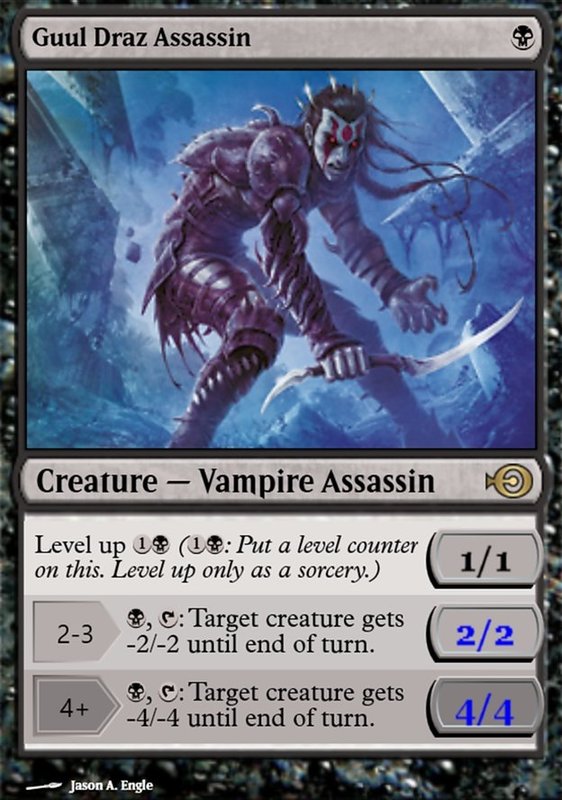 Guul Draz Assassin
Creature — Vampire Assassin
Level up 1 (1: Put a level counter
on this. Level up only as a sorcery.)
1/1
2-3
, : Target creature gets
-2/-2 until end of turn.
2/2
4+
, : Target creature gets
-4/-4 until end of turn.
4/4
Jason A. Engle